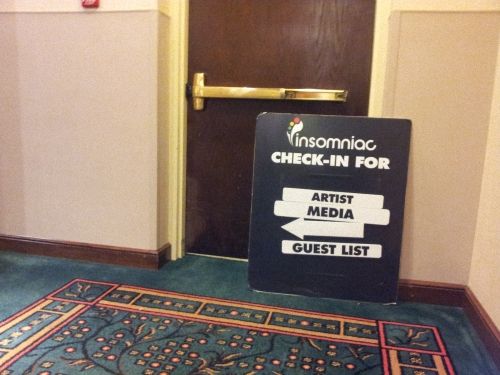 insomniac
CHECK-IN FOR
ARTIST
MEDIA
GUEST LIST